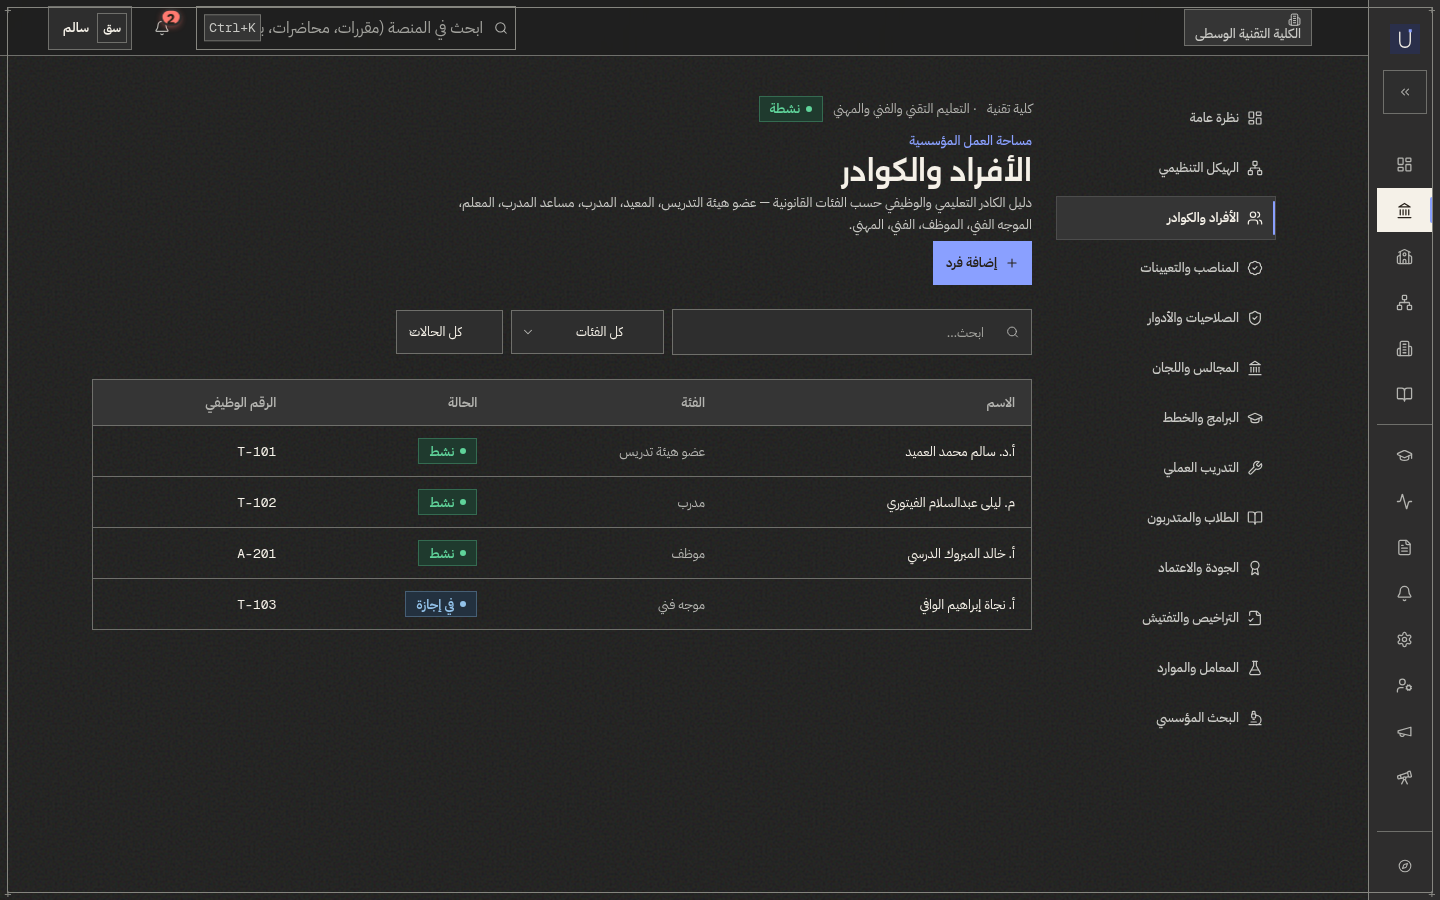 الكلية التقنية الوسطى
ابحث في المنصة (مقررات، محاضرات، ب
Ctrl+K
2
سق
سالم
نظرة عامة
الهيكل التنظيمي
الأفراد والكوادر
المناصب والتعيينات
الصلاحيات والأدوار
المجالس واللجان
البرامج والخطط
التدريب العملي
الطلاب والمتدربون
الجودة والاعتماد
التراخيص والتفتيش
المعامل والموارد
البحث المؤسسي
كلية تقنية · التعليم التقني والفني والمهني
نشطة
مساحة العمل المؤسسية
الأفراد والكوادر
دليل الكادر التعليمي والوظيفي حسب الفئات القانونية — عضو هيئة التدريس، المعيد، المدرب، مساعد المدرب، المعلم،
الموجه الفني، الموظف، الفني، المهني.
إضافة فرد
ابحث...
كل الفئات
كل الحالات
الاسم الفئة الحالة الرقم الوظيفي
أ.د. سالم محمد العميد عضو هيئة تدريس نشط T-101
م. ليلى عبدالسلام الفيتوري مدرب نشط T-102
أ. خالد المبروك الدرسي موظف نشط A-201
أ. نجاة إبراهيم الوافي موجه فني في إجازة T-103